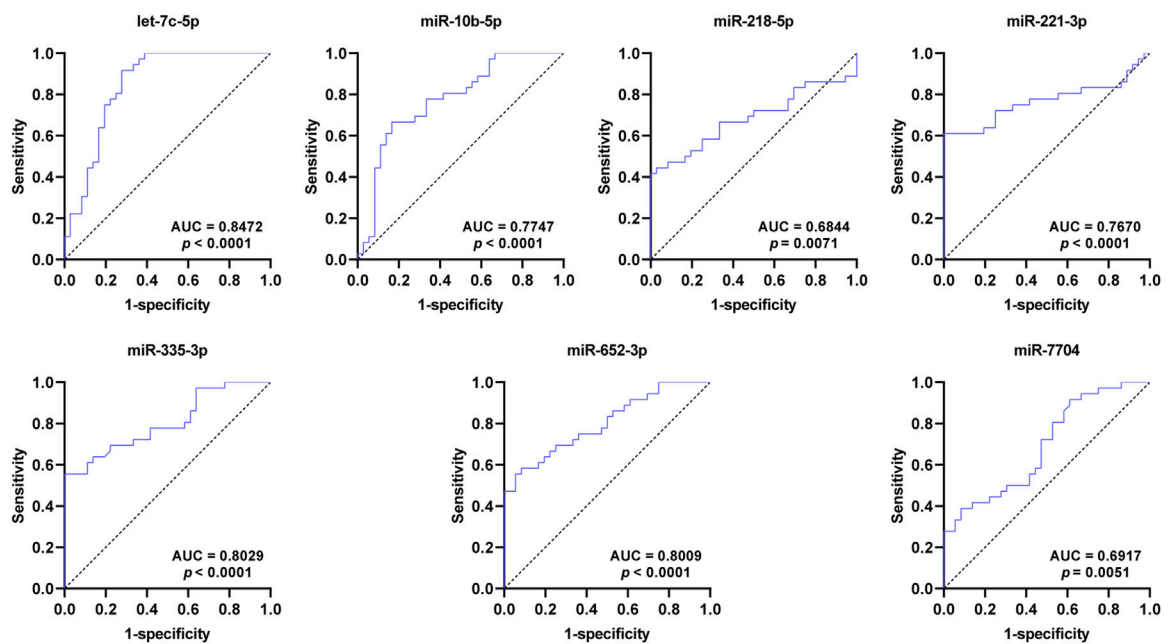 let-7c-5p
1.0
0.8
0.6
0.4
0.2
0.0
Sensitivity
AUC = 0.8472
p < 0.0001
0.0 0.2 0.4 0.6 0.8 1.0
1-specificity
miR-10b-5p
1.0
0.8
0.6
0.4
0.2
0.0
Sensitivity
AUC = 0.7747
p < 0.0001
0.0 0.2 0.4 0.6 0.8 1.0
1-specificity
miR-218-5p
1.0
0.8
0.6
0.4
0.2
0.0
Sensitivity
AUC = 0.6844
p = 0.0071
0.0 0.2 0.4 0.6 0.8 1.0
1-specificity
miR-221-3p
1.0
0.8
0.6
0.4
0.2
0.0
Sensitivity
AUC = 0.7670
p < 0.0001
0.0 0.2 0.4 0.6 0.8 1.0
1-specificity
miR-335-3p
1.0
0.8
0.6
0.4
0.2
0.0
Sensitivity
AUC = 0.8029
p < 0.0001
0.0 0.2 0.4 0.6 0.8 1.0
1-specificity
miR-652-3p
1.0
0.8
0.6
0.4
0.2
0.0
Sensitivity
AUC = 0.8009
p < 0.0001
0.0 0.2 0.4 0.6 0.8 1.0
1-specificity
miR-7704
1.0
0.8
0.6
0.4
0.2
0.0
Sensitivity
AUC = 0.6917
p = 0.0051
0.0 0.2 0.4 0.6 0.8 1.0
1-specificity